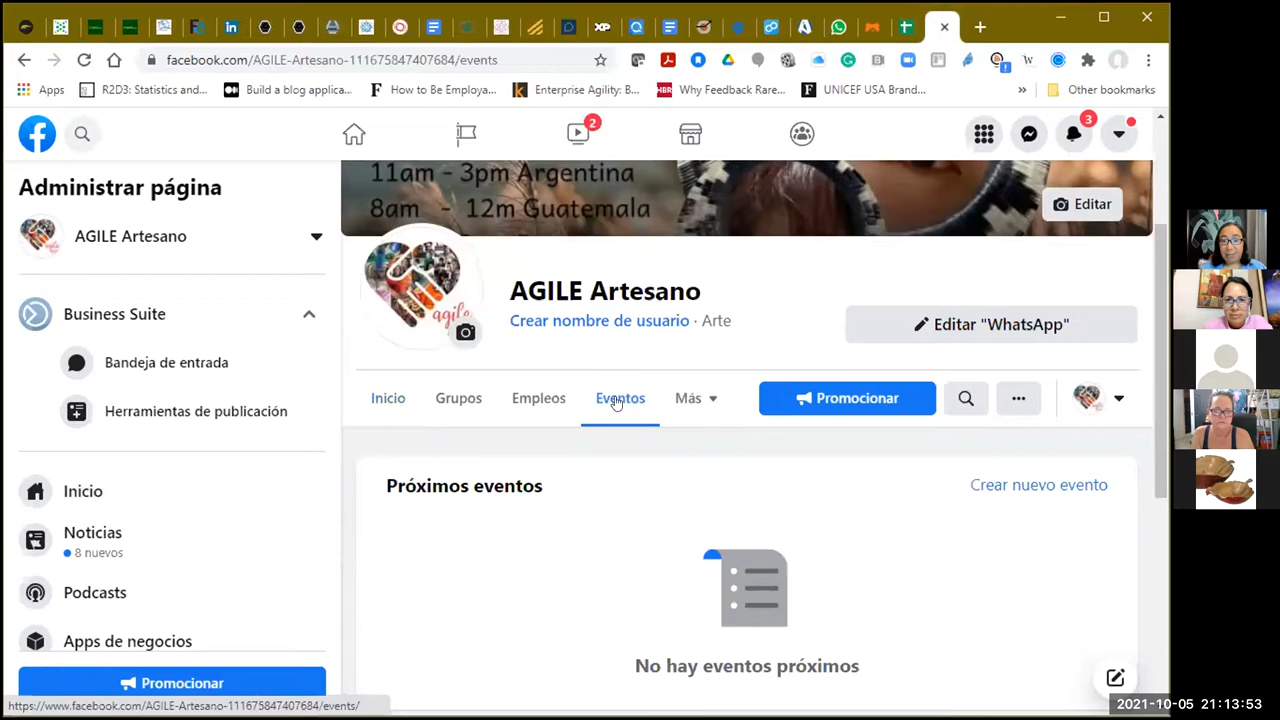 facebook.com/AGILE-Artesano-111675847407684/events
Apps
R2D3: Statistics and...
Build a blog applica...
How to Be Employa...
Enterprise Agility: B...
Why Feedback Rare...
UNICEF USA Brand...
»
Other bookmarks
2
3
Administrar página
AGILE Artesano
Business Suite
Bandeja de entrada
Herramientas de publicación
Inicio
Noticias
8 nuevos
Podcasts
Apps de negocios
Promocionar
11am - 3pm Argentina
8am - 12m Guatemala
Editar
agile
AGILE Artesano
Crear nombre de usuario · Arte
Editar "WhatsApp"
Inicio
Grupos
Empleos
Eventos
Más
Promocionar
Próximos eventos
Crear nuevo evento
No hay eventos próximos
https://www.facebook.com/AGILE-Artesano-111675847407684/events/
2021-10-05 21:13:53